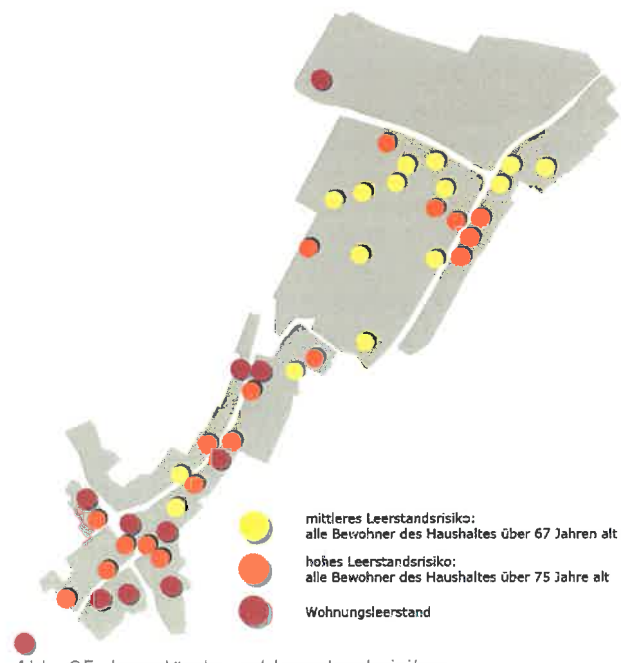 mittleres Leerstandsrisiko:
alle Bewohner des Haushaltes über 67 Jahren alt
hohes Leerstandsrisiko:
alle Bewohner des Haushaltes über 75 Jahre alt
Wohnungsleerstand